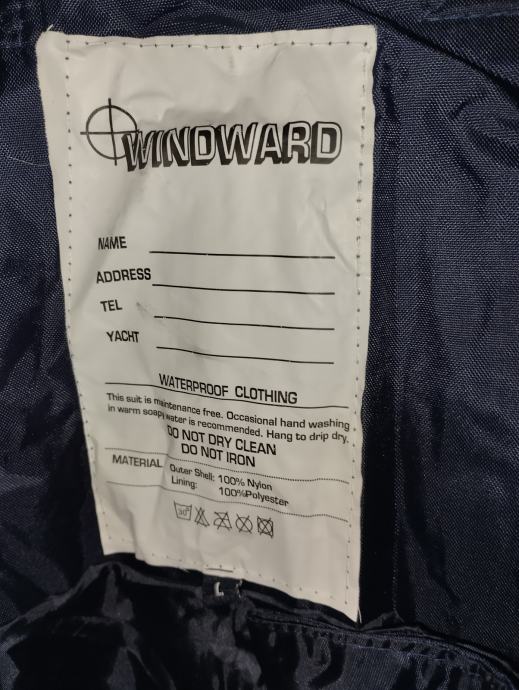 WINDWARD
NAME
ADDRESS
TEL
YACHT
WATERPROOF CLOTHING
This suit is maintenance free. Occasional hand washing
in warm soapy water is recommended. Hang to drip dry.
DO NOT DRY CLEAN
DO NOT IRON
MATERIAL Outer Shell: 100% Nylon
Lining: 100%Polyester
30°
L